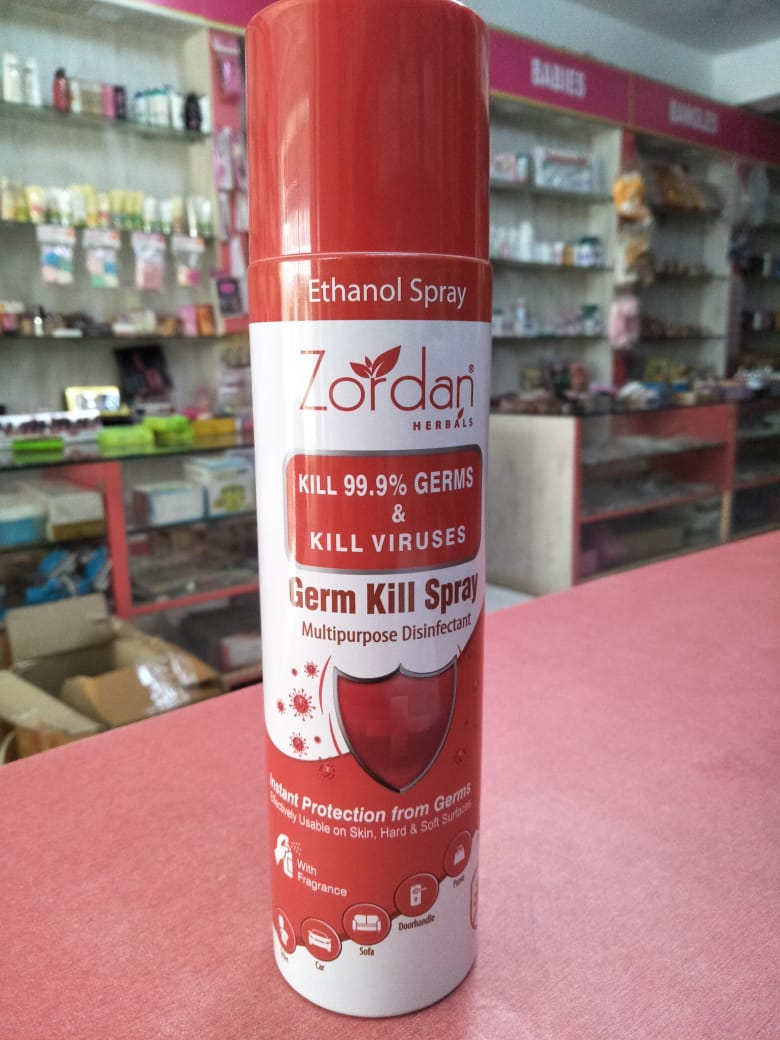 BABIES
BANGLES
Ethanol Spray
Zordan®
HERBALS
KILL 99.9% GERMS
&
KILL VIRUSES
Germ Kill Spray
Multipurpose Disinfectant
Instant Protection from Germs
Effectively Usable on Skin, Hard & Soft Surfaces
With
Fragrance
Purse
Doorhandle
Sofa
Car